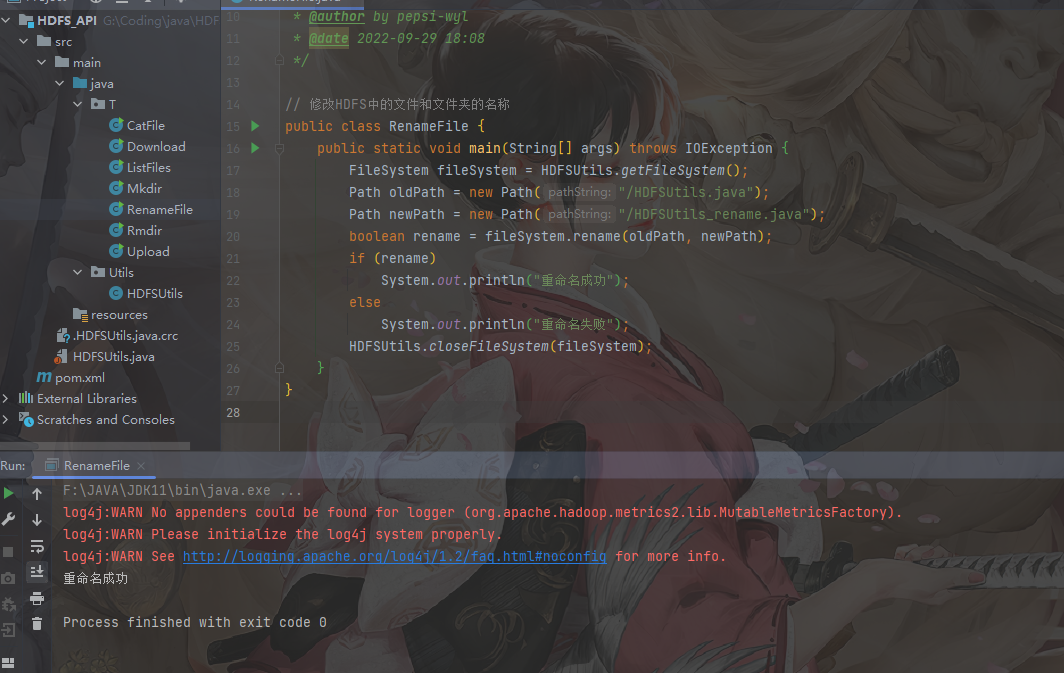 HDFS_API G:\Coding\java\HDF
src
main
java
T
CatFile
Download
ListFiles
Mkdir
RenameFile
Rmdir
Upload
Utils
HDFSUtils
resources
.HDFSUtils.java.crc
HDFSUtils.java
pom.xml
External Libraries
Scratches and Consoles
10 * @author by pepsi-wyl
11 * @date 2022-09-29 18:08
12 */
13
14 // 修改HDFS中的文件和文件夹的名称
15 public class RenameFile {
16 public static void main(String[] args) throws IOException {
17 FileSystem fileSystem = HDFSUtils.getFileSystem();
18 Path oldPath = new Path( pathString: "/HDFSUtils.java");
19 Path newPath = new Path( pathString: "/HDFSUtils_rename.java");
20 boolean rename = fileSystem.rename(oldPath, newPath);
21 if (rename)
22 System.out.println("重命名成功");
23 else
24 System.out.println("重命名失败");
25 HDFSUtils.closeFileSystem(fileSystem);
26 }
27 }
28
Run: RenameFile ×
F:\JAVA\JDK11\bin\java.exe ...
log4j:WARN No appenders could be found for logger (org.apache.hadoop.metrics2.lib.MutableMetricsFactory).
log4j:WARN Please initialize the log4j system properly.
log4j:WARN See http://logging.apache.org/log4j/1.2/faq.html#noconfig for more info.
重命名成功
Process finished with exit code 0